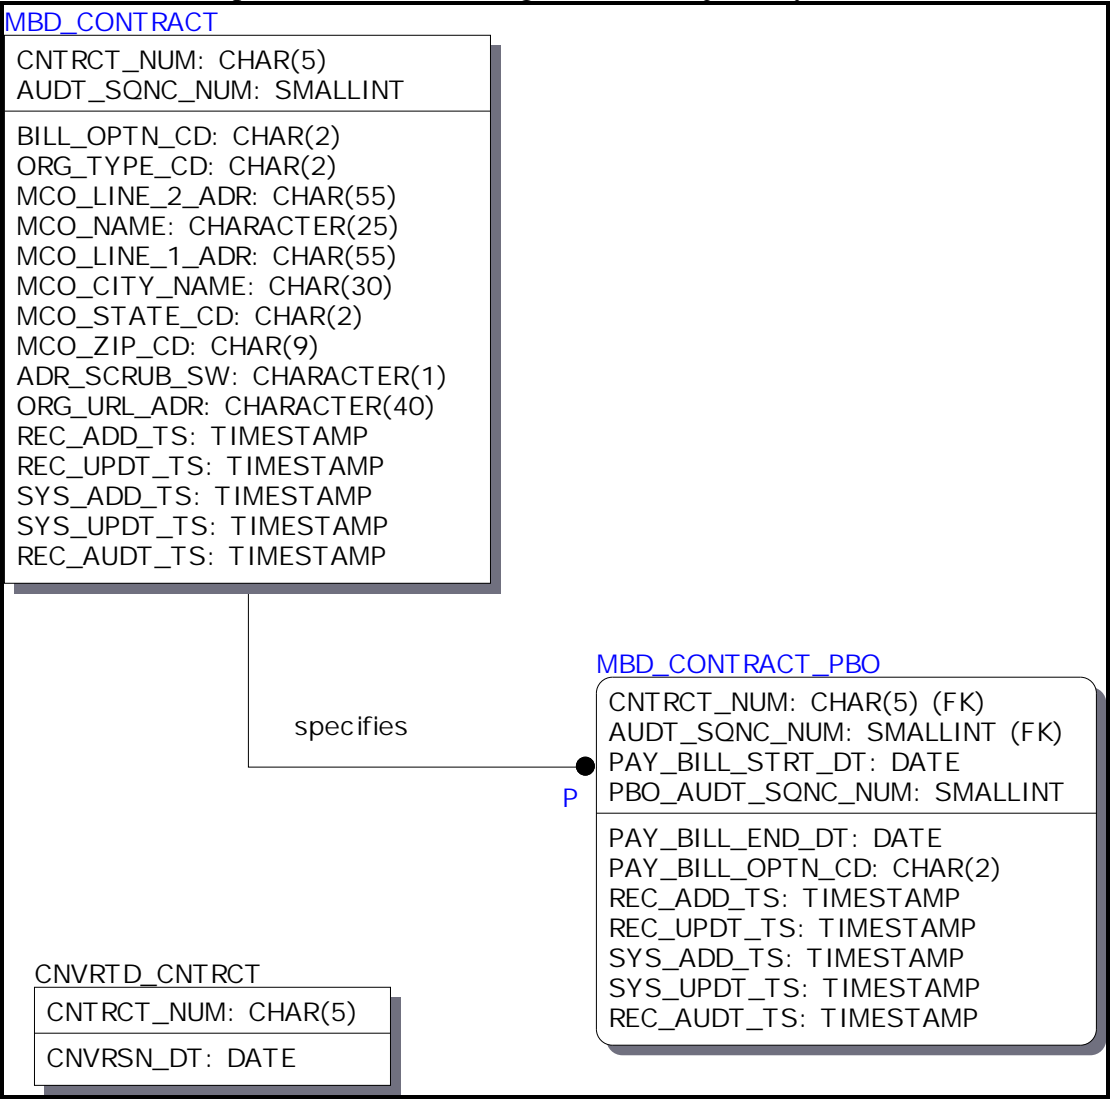 MBD_CONTRACT
CNTRCT_NUM: CHAR(5)
AUDT_SQNC_NUM: SMALLINT
BILL_OPTN_CD: CHAR(2)
ORG_TYPE_CD: CHAR(2)
MCO_LINE_2_ADR: CHAR(55)
MCO_NAME: CHARACTER(25)
MCO_LINE_1_ADR: CHAR(55)
MCO_CITY_NAME: CHAR(30)
MCO_STATE_CD: CHAR(2)
MCO_ZIP_CD: CHAR(9)
ADR_SCRUB_SW: CHARACTER(1)
ORG_URL_ADR: CHARACTER(40)
REC_ADD_TS: TIMESTAMP
REC_UPDT_TS: TIMESTAMP
SYS_ADD_TS: TIMESTAMP
SYS_UPDT_TS: TIMESTAMP
REC_AUDT_TS: TIMESTAMP
specifies
P
MBD_CONTRACT_PBO
CNTRCT_NUM: CHAR(5) (FK)
AUDT_SQNC_NUM: SMALLINT (FK)
PAY_BILL_STRT_DT: DATE
PBO_AUDT_SQNC_NUM: SMALLINT
PAY_BILL_END_DT: DATE
PAY_BILL_OPTN_CD: CHAR(2)
REC_ADD_TS: TIMESTAMP
REC_UPDT_TS: TIMESTAMP
SYS_ADD_TS: TIMESTAMP
SYS_UPDT_TS: TIMESTAMP
REC_AUDT_TS: TIMESTAMP
CNVRTD_CNTRCT
CNTRCT_NUM: CHAR(5)
CNVRSN_DT: DATE